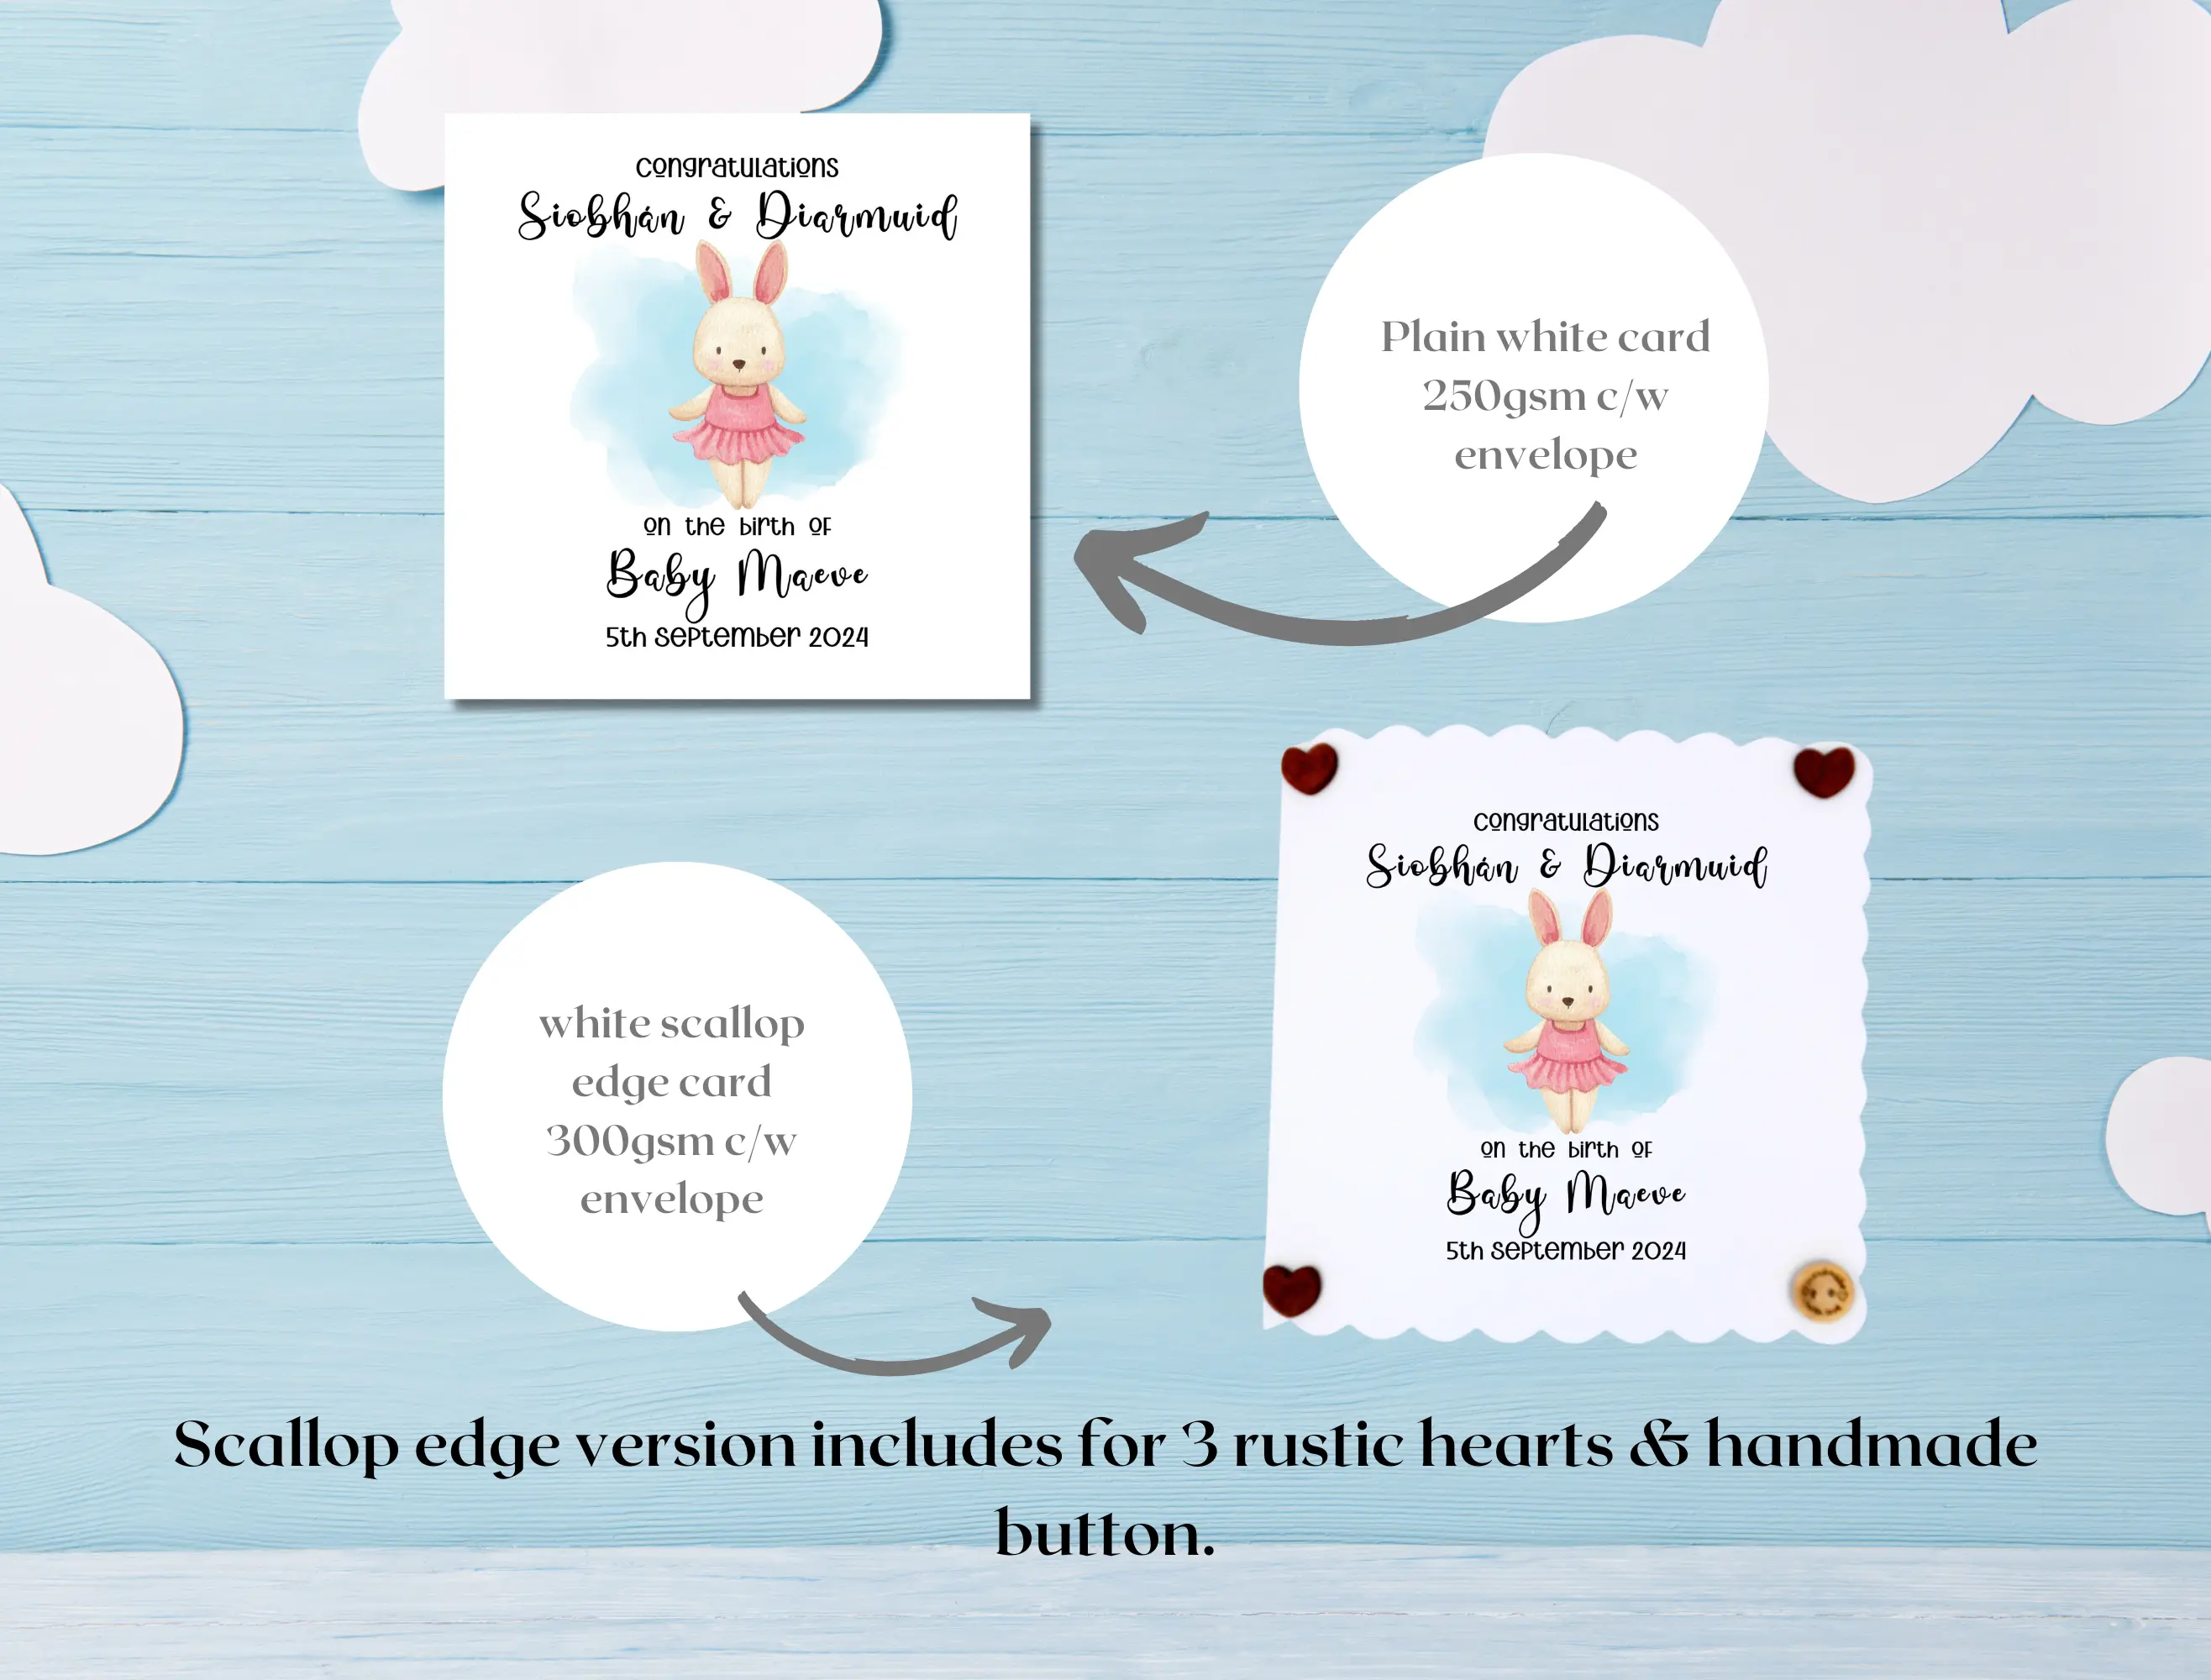 Congratulations
Siobhán & Diarmuid
on the birth of
Baby Maeve
5th September 2024
Plain white card
250gsm c/w
envelope
Congratulations
Siobhán & Diarmuid
on the birth of
Baby Maeve
5th September 2024
white scallop
edge card
300gsm c/w
envelope
Scallop edge version includes for 3 rustic hearts & handmade
button.